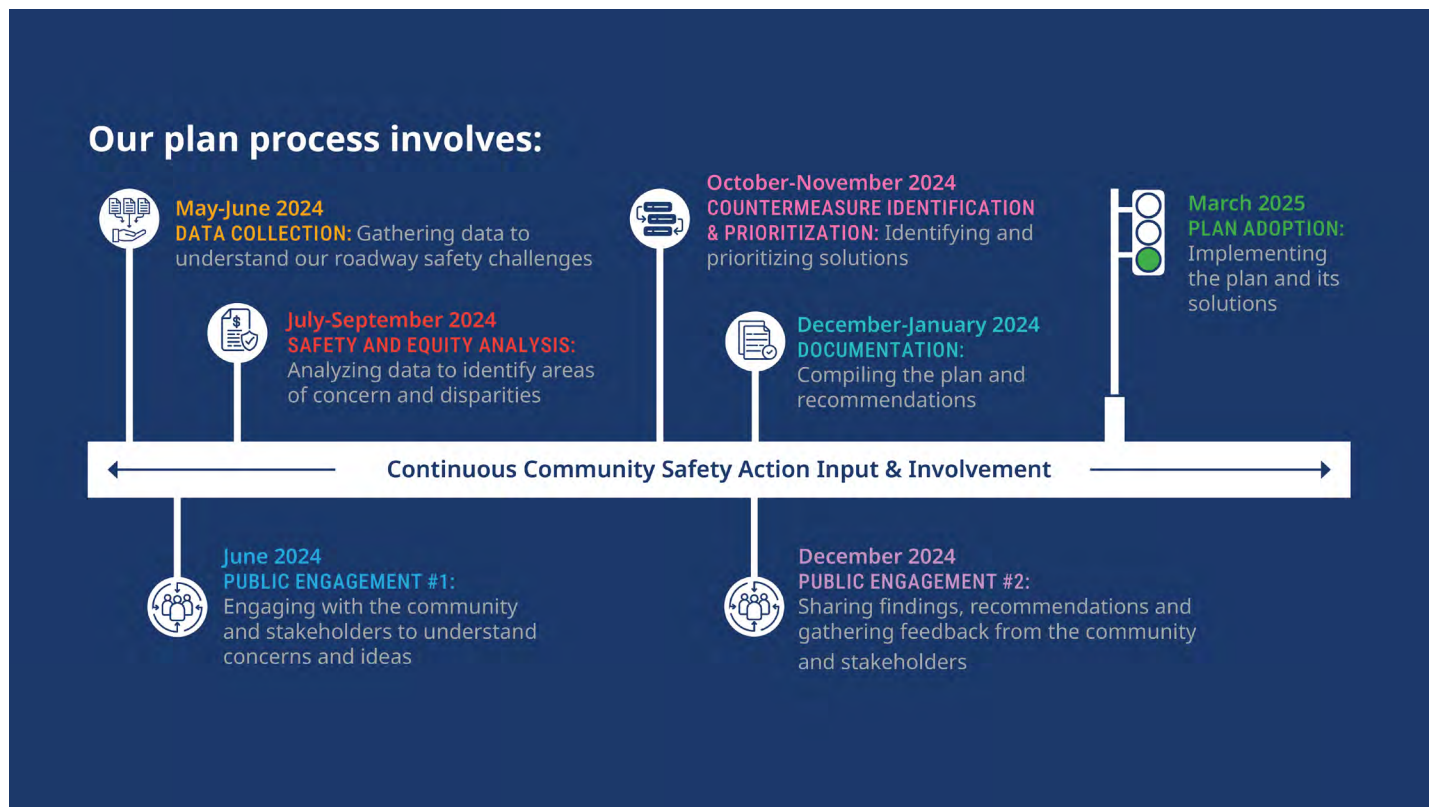 Our plan process involves:
May-June 2024
DATA COLLECTION: Gathering data to
understand our roadway safety challenges
July-September 2024
SAFETY AND EQUITY ANALYSIS:
Analyzing data to identify areas
of concern and disparities
October-November 2024
COUNTERMEASURE IDENTIFICATION
& PRIORITIZATION: Identifying and
prioritizing solutions
December-January 2024
DOCUMENTATION:
Compiling the plan and
recommendations
March 2025
PLAN ADOPTION:
Implementing
the plan and its
solutions
Continuous Community Safety Action Input & Involvement
June 2024
PUBLIC ENGAGEMENT #1:
Engaging with the community
and stakeholders to understand
concerns and ideas
December 2024
PUBLIC ENGAGEMENT #2:
Sharing findings, recommendations and
gathering feedback from the community
and stakeholders